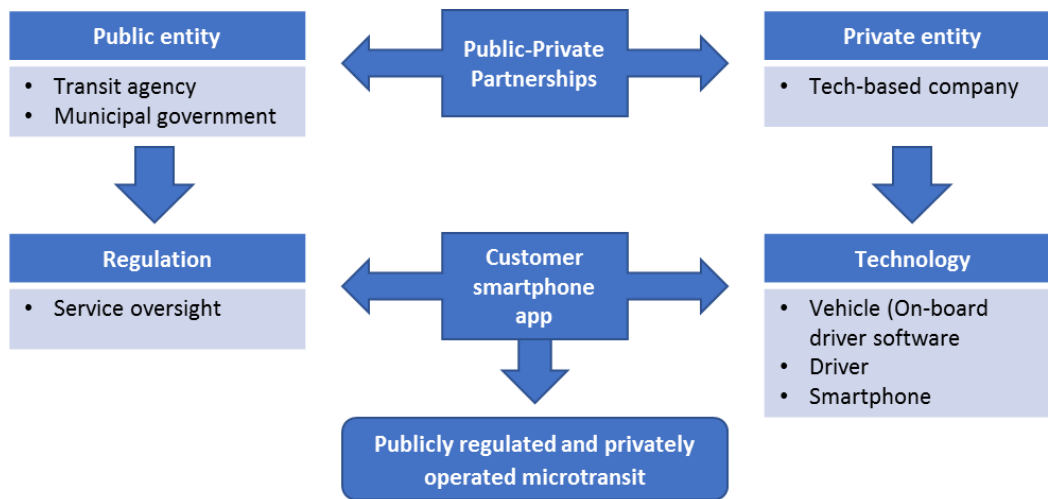 Public entity
• Transit agency
• Municipal government
Public-Private
Partnerships
Private entity
• Tech-based company
Regulation
• Service oversight
Customer
smartphone
app
Technology
• Vehicle (On-board
driver software
• Driver
• Smartphone
Publicly regulated and privately
operated microtransit